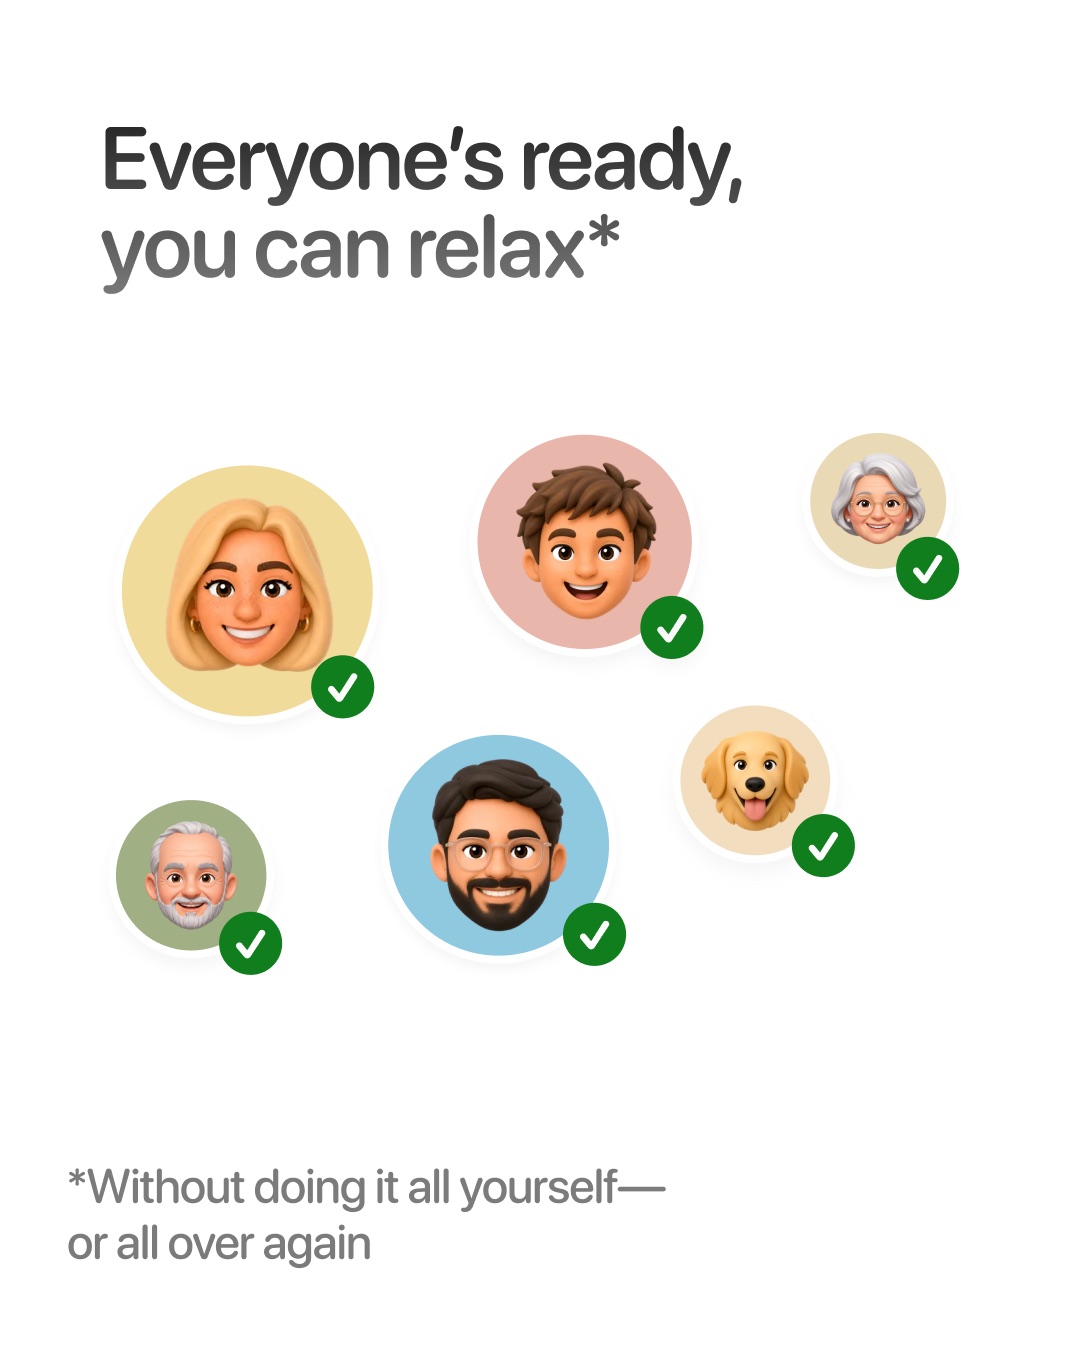 Everyone’s ready,
you can relax*
*Without doing it all yourself—
or all over again